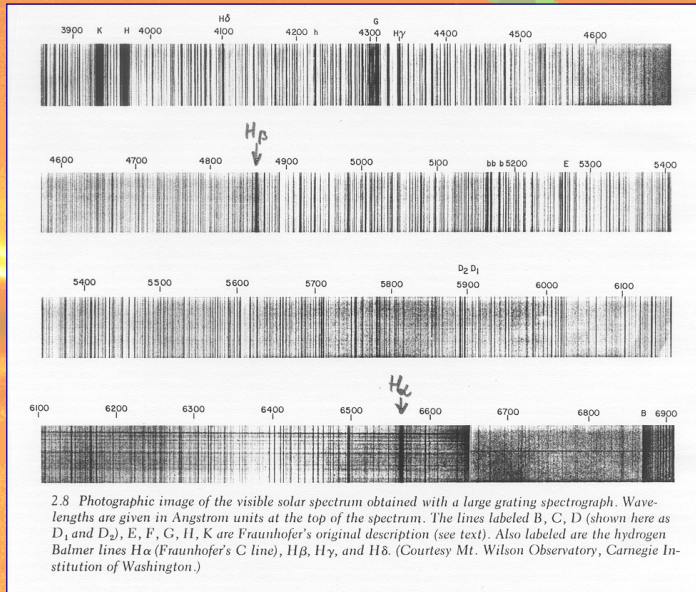 Hδ G
3900 K H 4000 4100 4200 h 4300 Hγ 4400 4500 4600
Hβ
4600 4700 4800 4900 5000 5100 bb b 5200 E 5300 5400
D₂ D₁
5400 5500 5600 5700 5800 5900 6000 6100
Hα
6100 6200 6300 6400 6500 6600 6700 6800 B 6900
2.8 Photographic image of the visible solar spectrum obtained with a large grating spectrograph. Wave-
lengths are given in Angstrom units at the top of the spectrum. The lines labeled B, C, D (shown here as
D₁ and D₂), E, F, G, H, K are Fraunhofer's original description (see text). Also labeled are the hydrogen
Balmer lines Hα (Fraunhofer's C line), Hβ, Hγ, and Hδ. (Courtesy Mt. Wilson Observatory, Carnegie In-
stitution of Washington.)